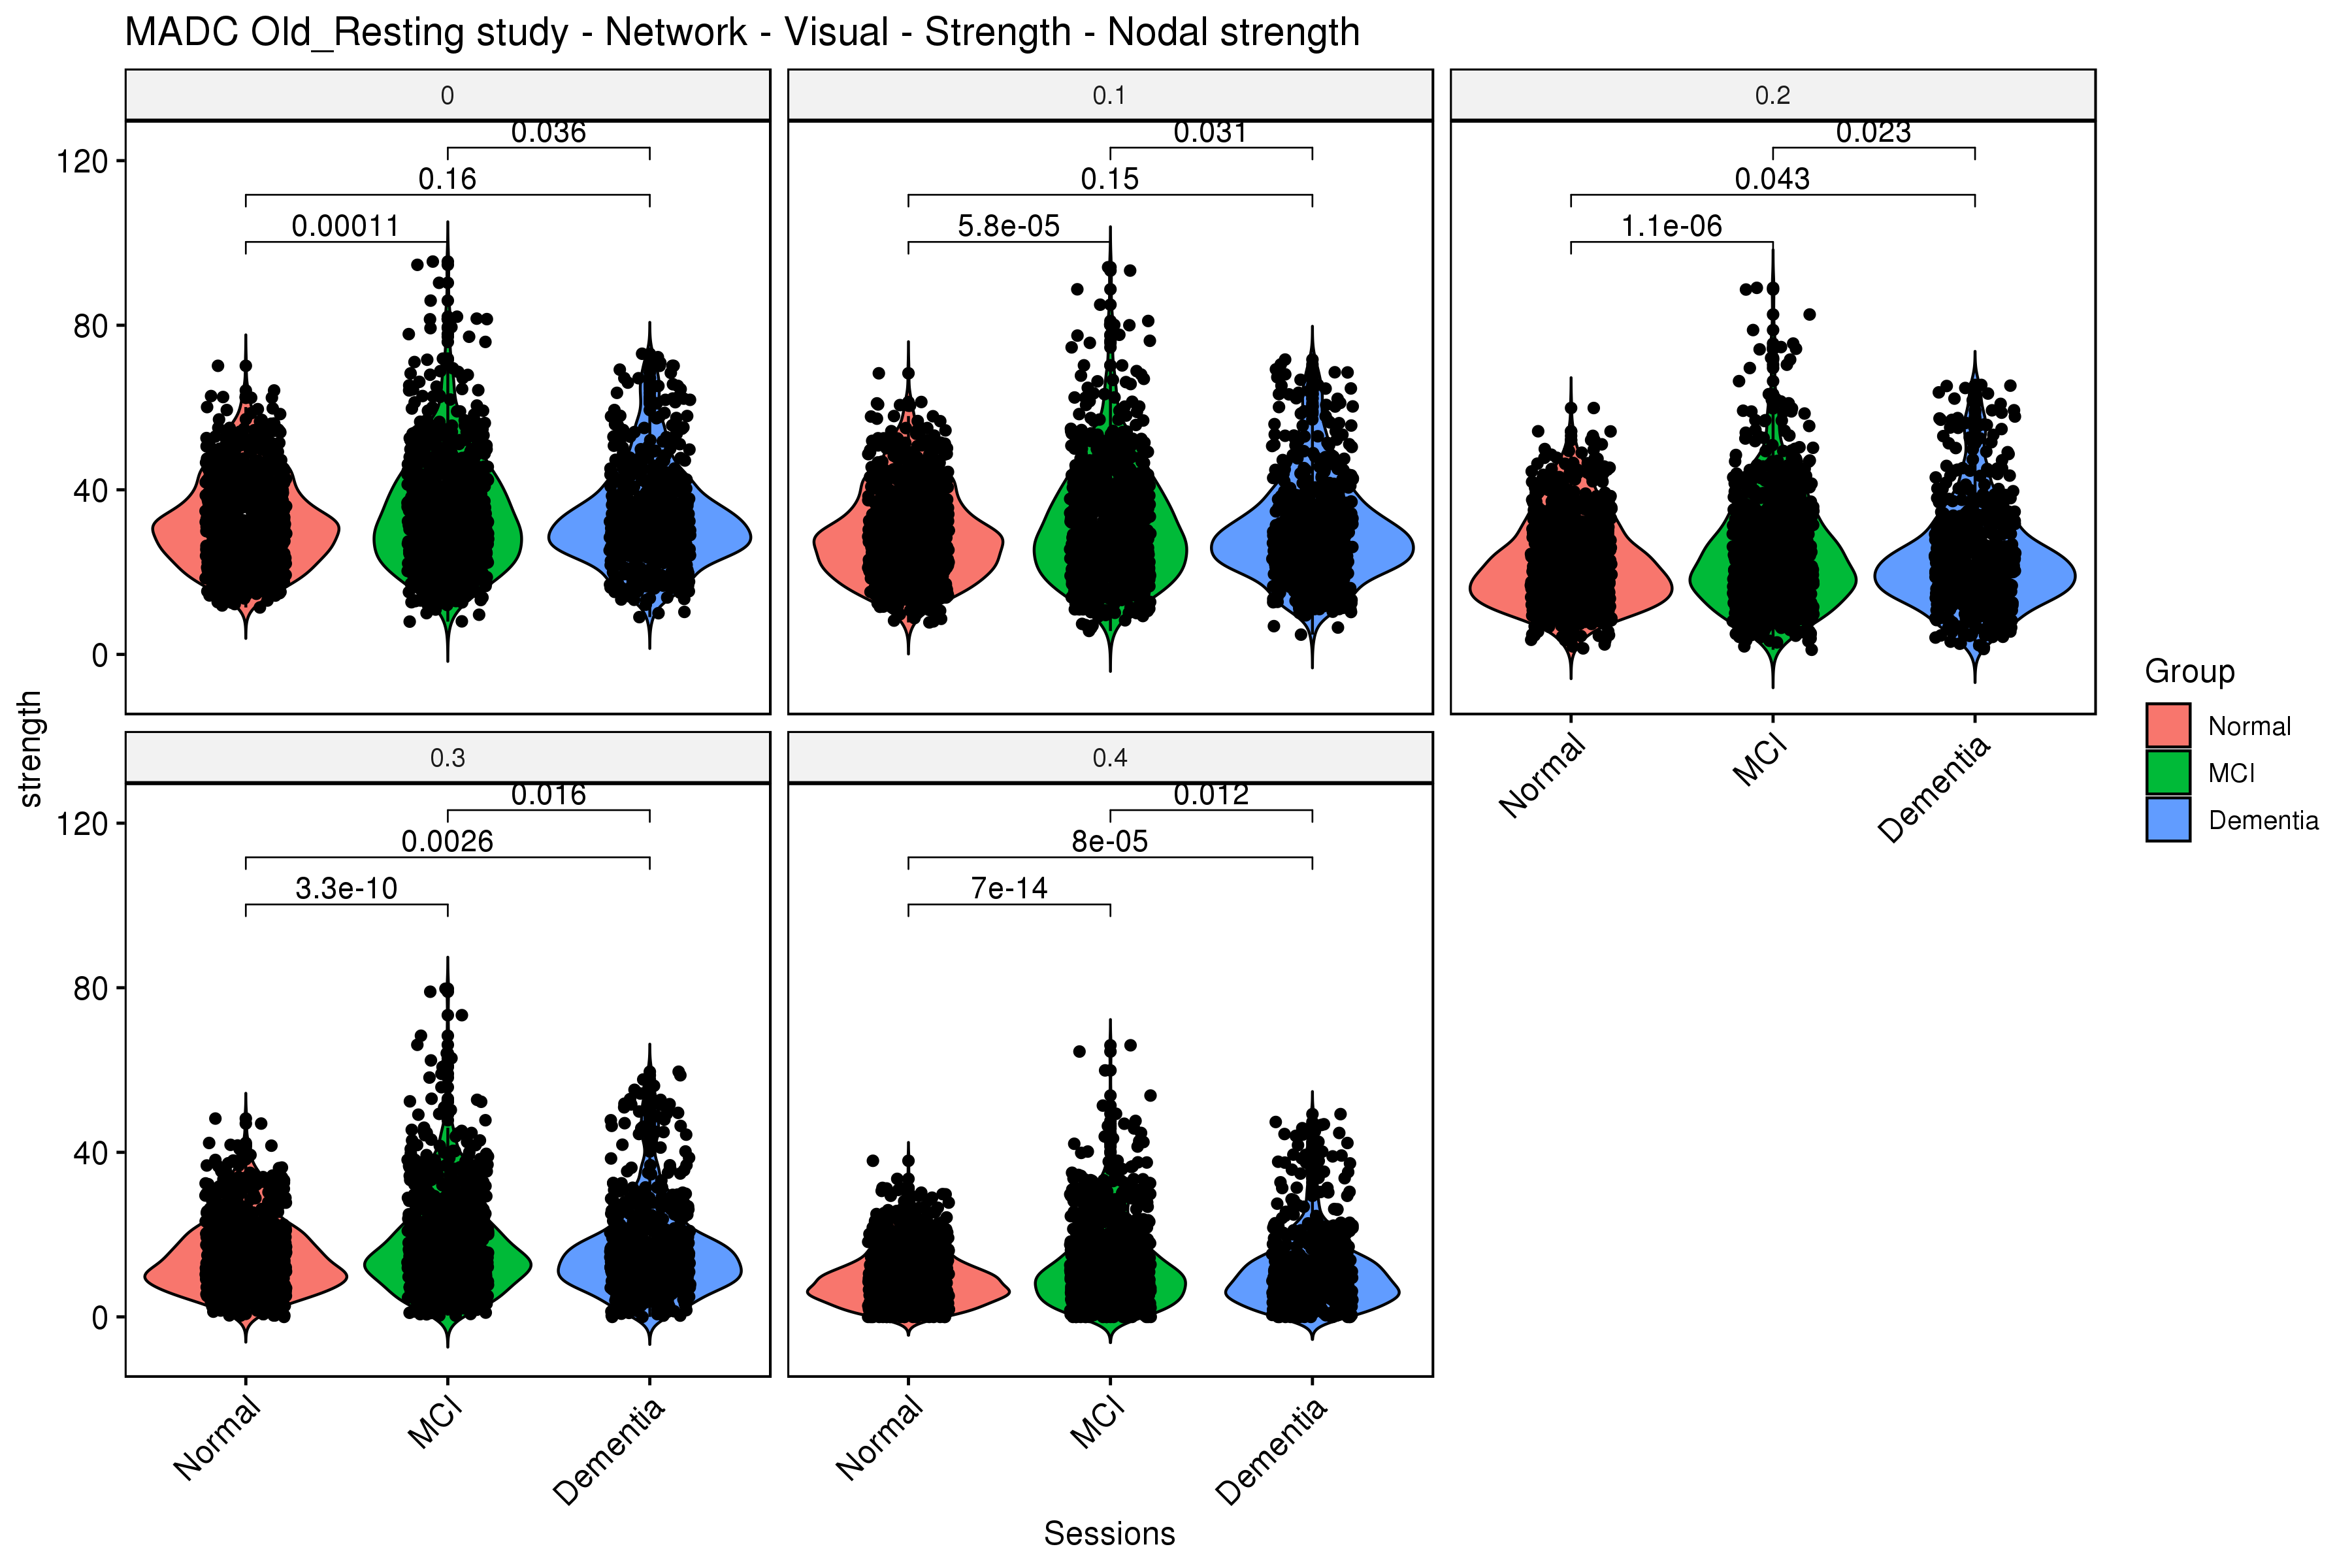 MADC Old_Resting study - Network - Visual - Strength - Nodal strength
0
0.1
0.2
0.036
0.16
0.00011
0.031
0.15
5.8e-05
0.023
0.043
1.1e-06
120
80
40
0
Normal
MCI
Dementia
0.3
0.4
0.016
0.0026
3.3e-10
0.012
8e-05
7e-14
120
80
40
0
Normal
MCI
Dementia
Normal
MCI
Dementia
strength
Sessions
Group
Normal
MCI
Dementia